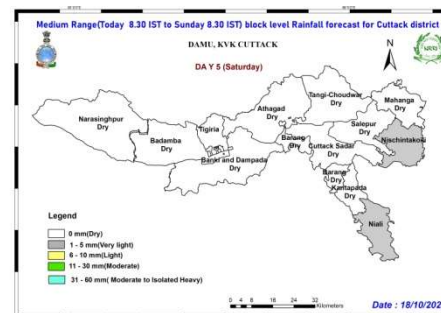 Medium Range(Today 8.30 IST to Sunday 8.30 IST) block level Rainfall forecast for Cuttack district
DAMU, KVK CUTTACK
DAY 5 (Saturday)
N
Tangi-Choudwar
Dry
Mahanga
Dry
Athagad
Dry
Narasinghpur
Dry
Tigiria
Salepur
Dry
Nischintakoili
Badamba
Dry
Barang
Dry
Cuttack Sadar
Dry
Banki and Dampada
Dry
Barang
Dry
Kantapada
Dry
Niali
Legend
0 mm(Dry)
1 - 5 mm(Very light)
6 - 10 mm(Light)
11 - 30 mm(Moderate)
31 - 60 mm( Moderate to Isolated Heavy)
0 4 8 16 24 32
Kilometers
Date : 18/10/202